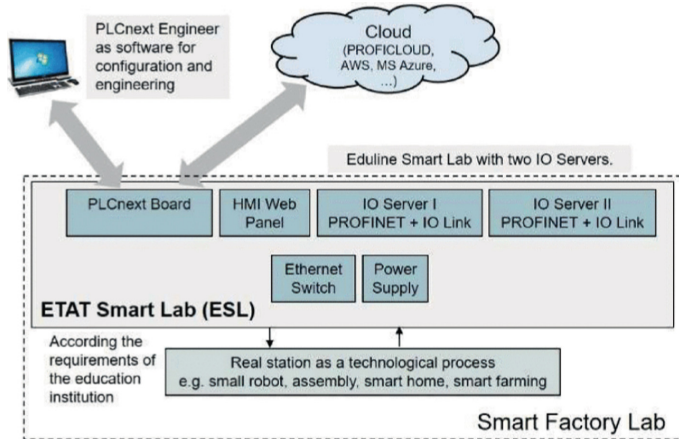 PLCnext Engineer
as software for
configuration and
engineering
Cloud
(PROFICLOUD,
AWS, MS Azure,
...)
Eduline Smart Lab with two IO Servers.
PLCnext Board
HMI Web
Panel
IO Server I
PROFINET + IO Link
IO Server II
PROFINET + IO Link
Ethernet
Switch
Power
Supply
ETAT Smart Lab (ESL)
According the
requirements of
the education
institution
Real station as a technological process
e.g. small robot, assembly, smart home, smart farming
Smart Factory Lab